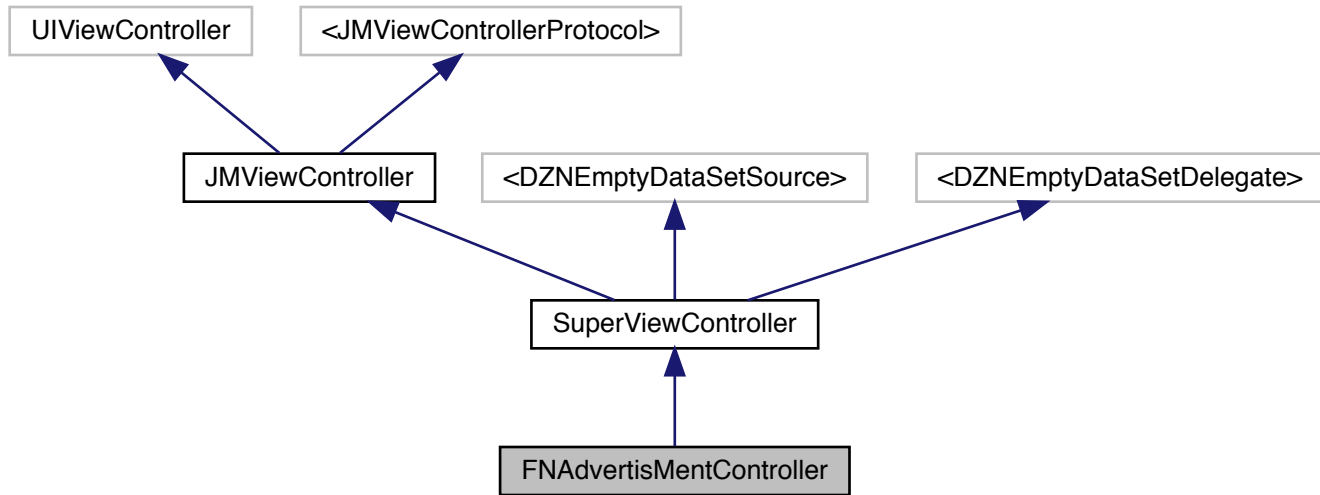 UIViewController
<JMViewControllerProtocol>
JMViewController
<DZNEmptyDataSetSource>
<DZNEmptyDataSetDelegate>
SuperViewController
FNAdvertisMentController